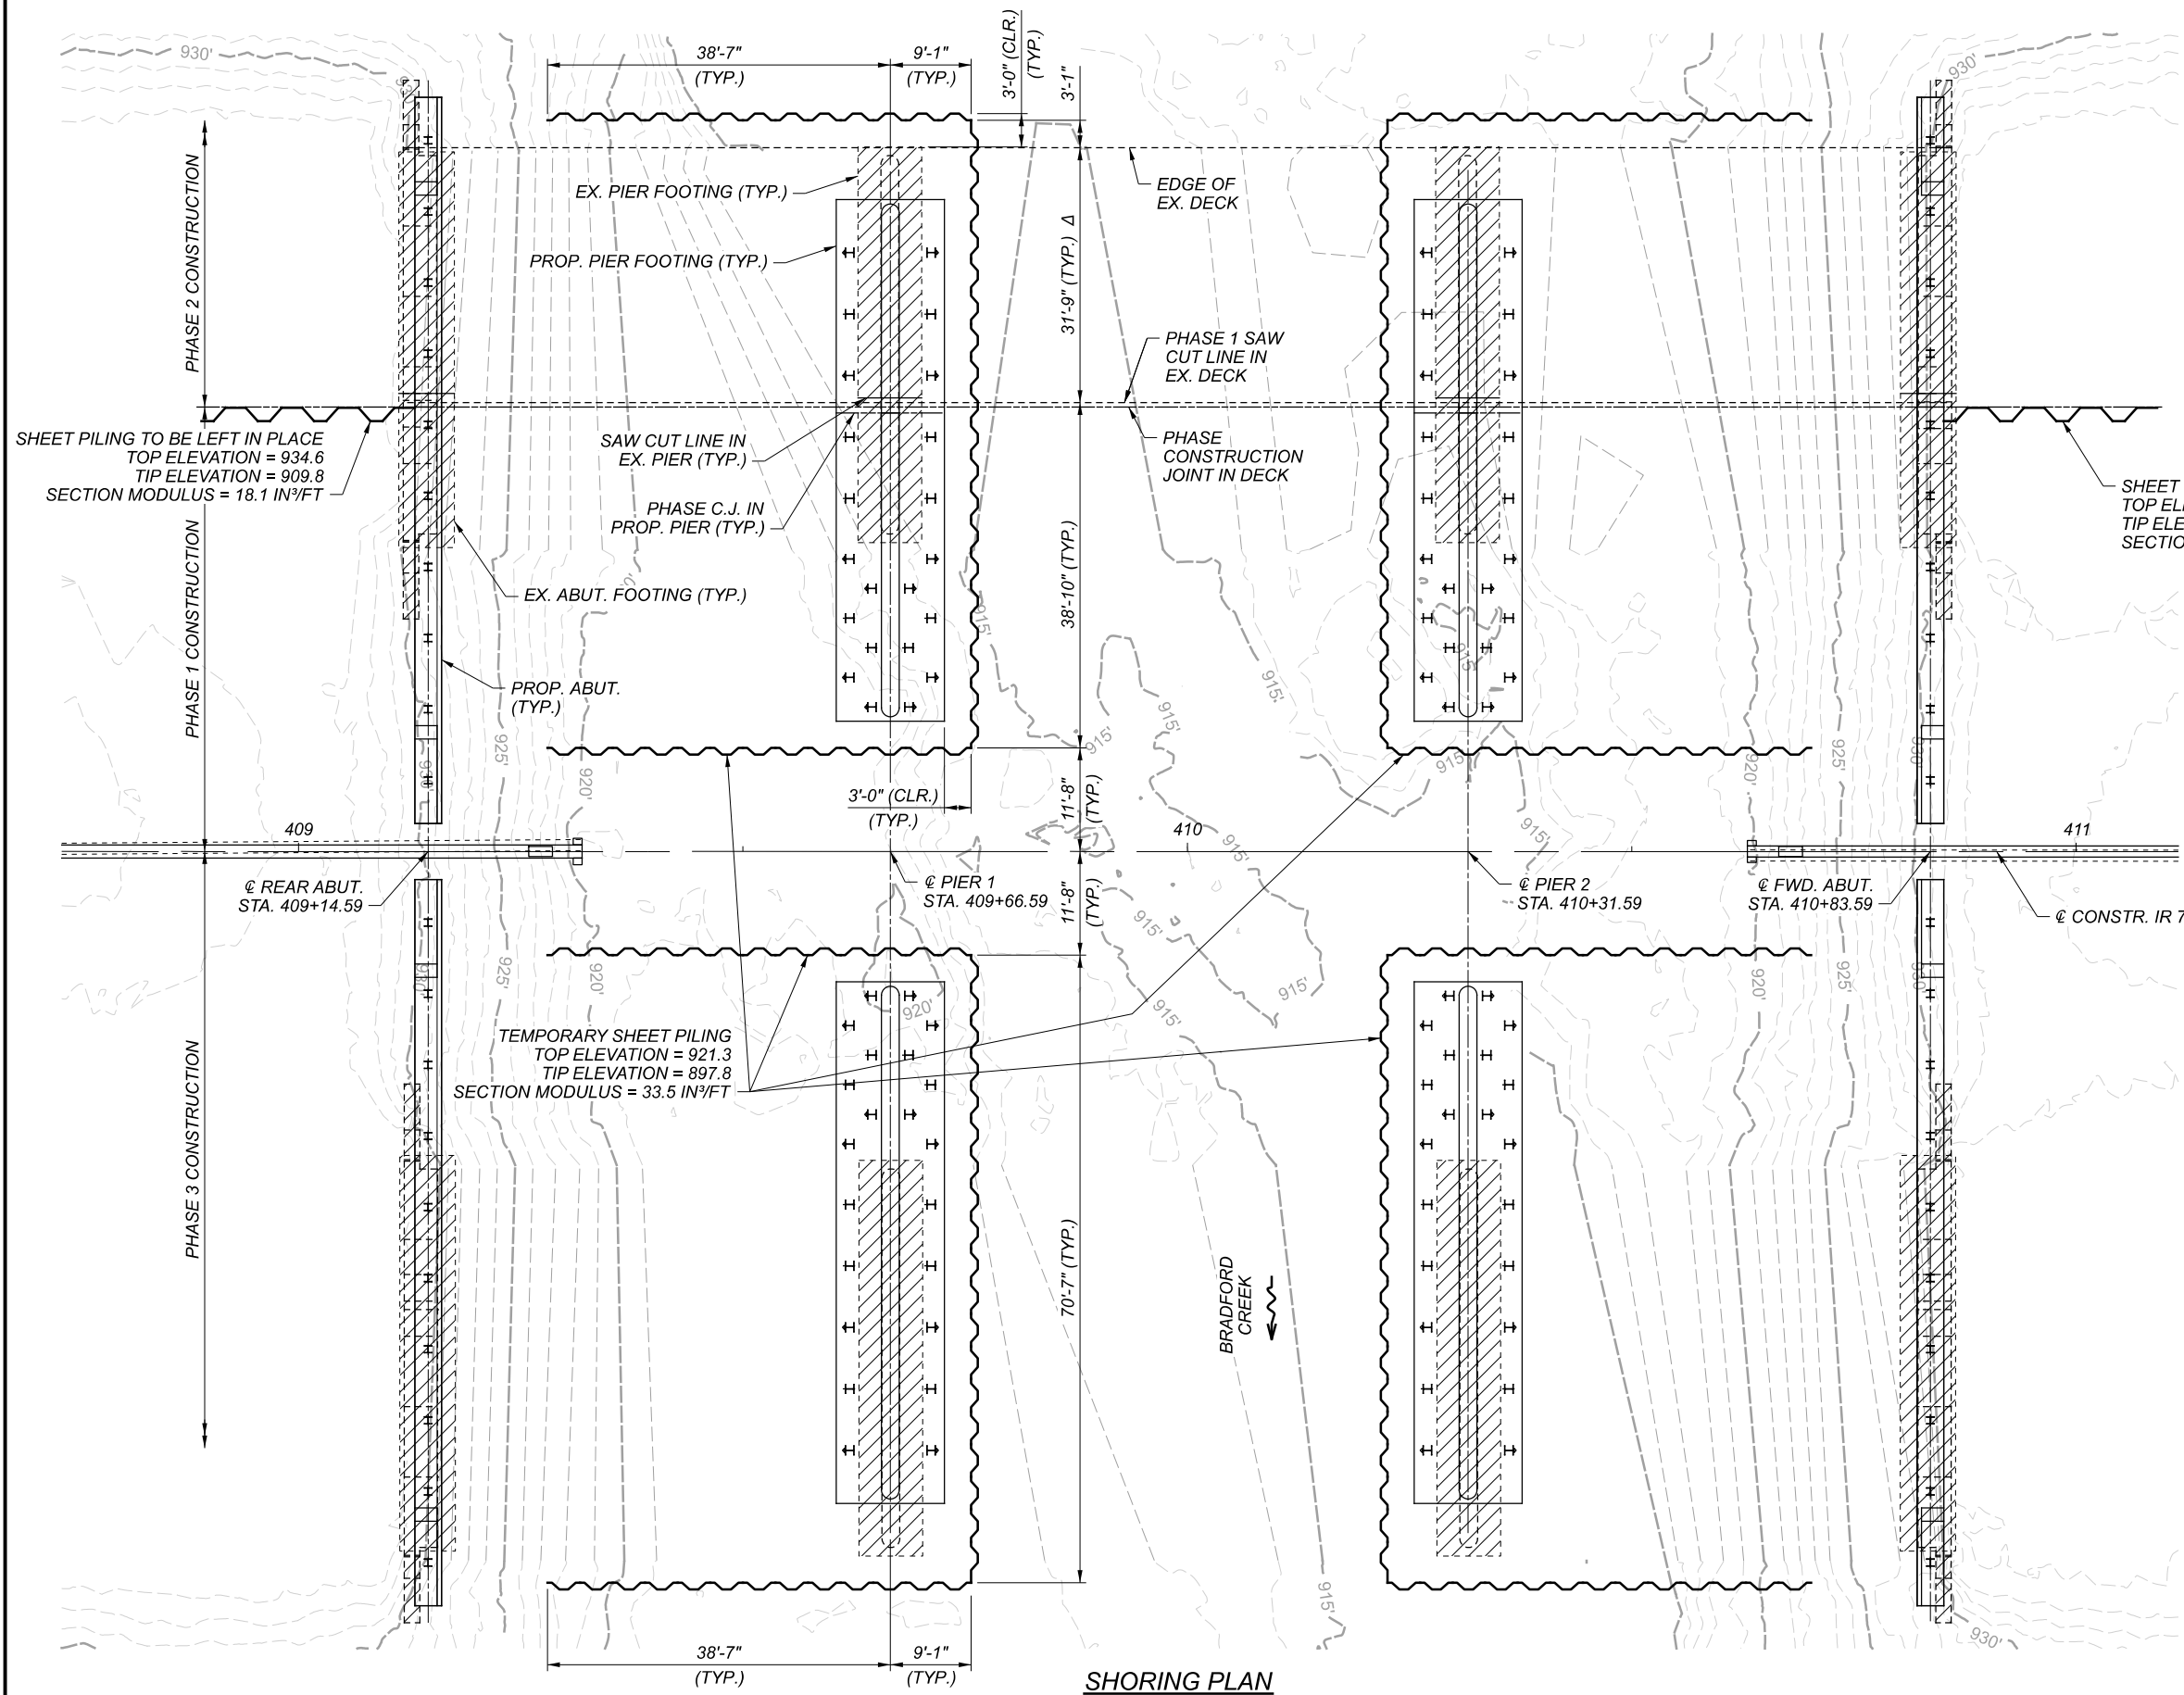 38'-7"
(TYP.)
9'-1"
(TYP.)
3'-0" (CLR.)
(TYP.)
3'-1"
930'
930'
PHASE 2 CONSTRUCTION
EX. PIER FOOTING (TYP.)
EDGE OF
EX. DECK
PROP. PIER FOOTING (TYP.)
31'-9" (TYP.) Δ
PHASE 1 SAW
CUT LINE IN
EX. DECK
SHEET PILING TO BE LEFT IN PLACE
TOP ELEVATION = 934.6
TIP ELEVATION = 909.8
SECTION MODULUS = 18.1 IN³/FT
SAW CUT LINE IN
EX. PIER (TYP.)
PHASE
CONSTRUCTION
JOINT IN DECK
PHASE C.J. IN
PROP. PIER (TYP.)
SHEET
TOP EL
TIP ELE
SECTIO
PHASE 1 CONSTRUCTION
EX. ABUT. FOOTING (TYP.)
38'-10" (TYP.)
915'
915'
915'
PROP. ABUT.
(TYP.)
915'
915'
915'
925'
930'
920'
920'
925'
930'
3'-0" (CLR.)
(TYP.)
11'-8"
(TYP.)
409
410
411
915'
915'
℄ REAR ABUT.
STA. 409+14.59
℄ PIER 1
STA. 409+66.59
℄ PIER 2
STA. 410+31.59
℄ FWD. ABUT.
STA. 410+83.59
℄ CONSTR. IR 7
11'-8"
(TYP.)
915'
930'
925'
920'
920'
925'
930'
915'
915'
920'
TEMPORARY SHEET PILING
TOP ELEVATION = 921.3
TIP ELEVATION = 897.8
SECTION MODULUS = 33.5 IN³/FT
PHASE 3 CONSTRUCTION
70'-7" (TYP.)
BRADFORD
CREEK
915'
930'
38'-7"
(TYP.)
9'-1"
(TYP.)
SHORING PLAN